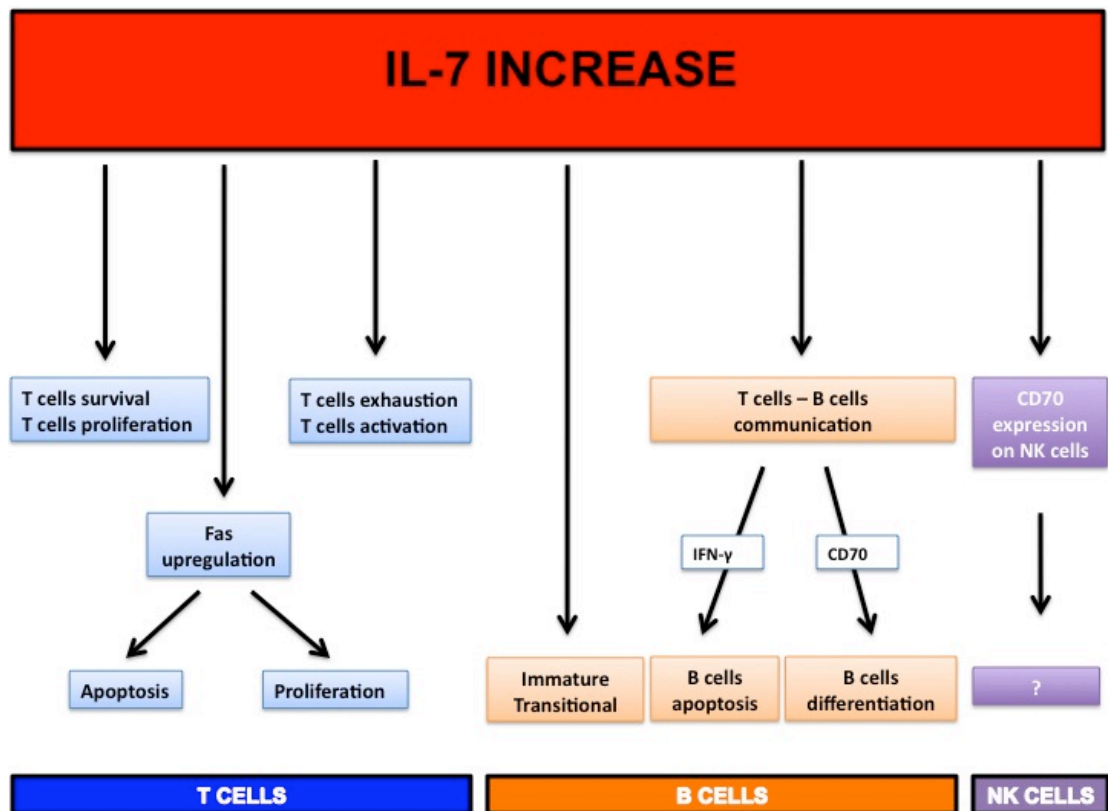 IL-7 INCREASE
T cells survival
T cells proliferation
T cells exhaustion
T cells activation
T cells – B cells
communication
CD70
expression
on NK cells
Fas
upregulation
IFN-γ
CD70
Apoptosis
Proliferation
Immature
Transitional
B cells
apoptosis
B cells
differentiation
?
T CELLS
B CELLS
NK CELLS